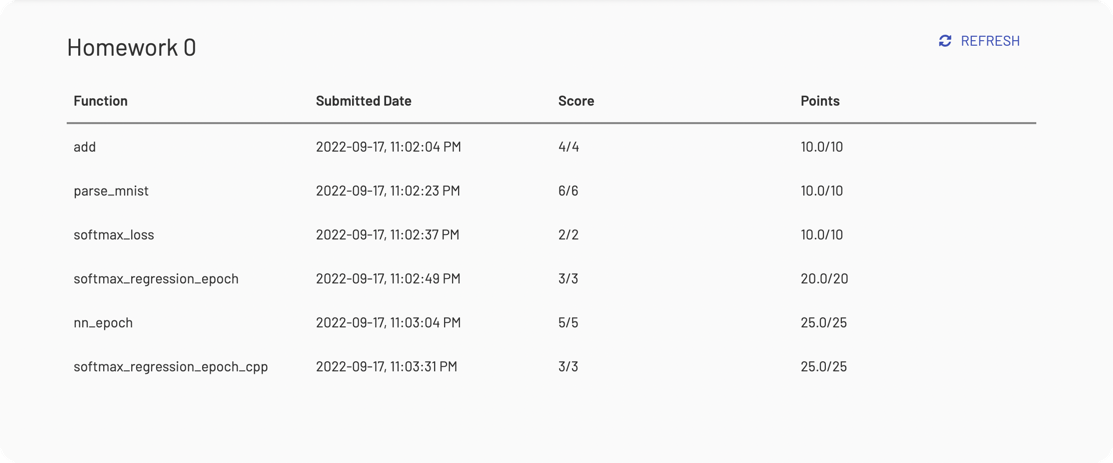 Homework 0
REFRESH
Function Submitted Date Score Points
add 2022-09-17, 11:02:04 PM 4/4 10.0/10
parse_mnist 2022-09-17, 11:02:23 PM 6/6 10.0/10
softmax_loss 2022-09-17, 11:02:37 PM 2/2 10.0/10
softmax_regression_epoch 2022-09-17, 11:02:49 PM 3/3 20.0/20
nn_epoch 2022-09-17, 11:03:04 PM 5/5 25.0/25
softmax_regression_epoch_cpp 2022-09-17, 11:03:31 PM 3/3 25.0/25